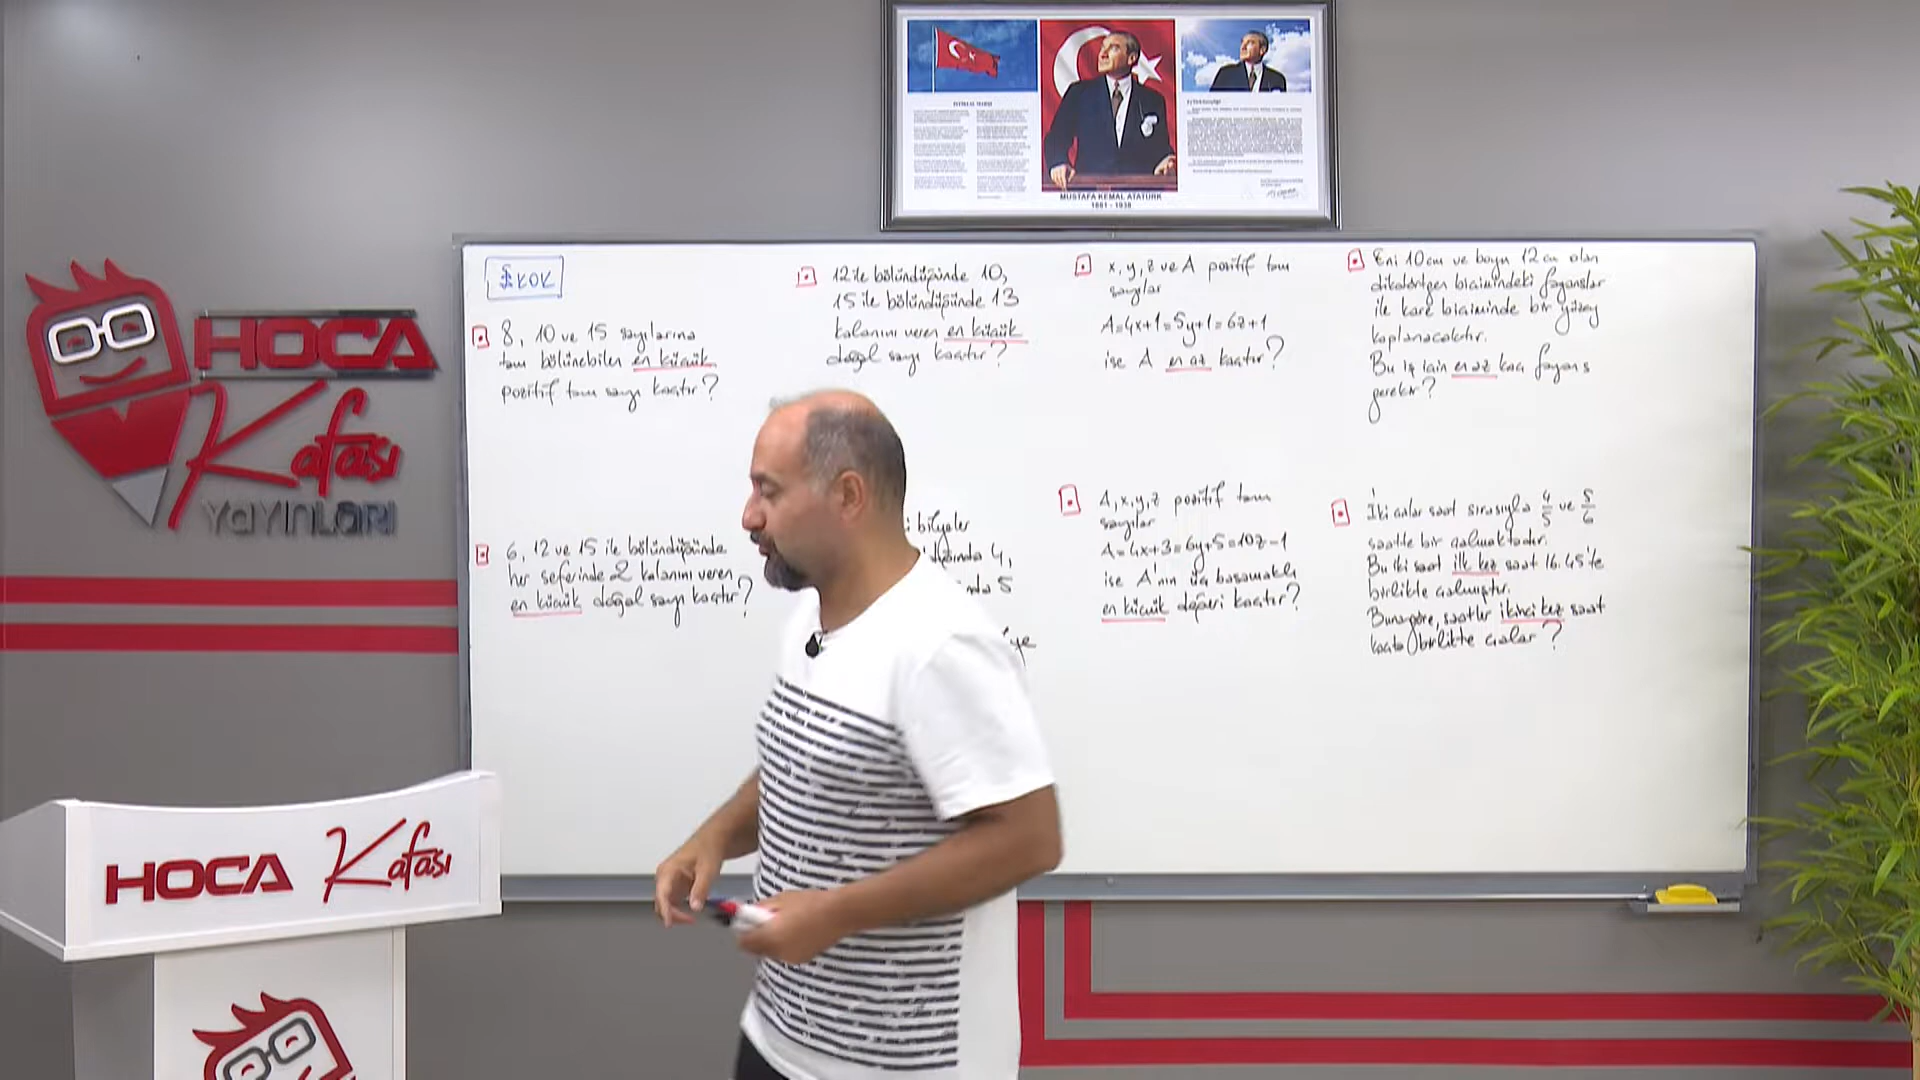 MUSTAFA KEMAL ATATÜRK
1881 - 1938
HOCA
Kafası
YAYINLARI
EKOK
8, 10 ve 15 sayılarına
tam bölünebilen en küçük
pozitif tam sayı kaçtır?
6, 12 ve 15 ile bölündüğünde
her seferinde 2 kalanını veren
en küçük doğal sayı kaçtır?
12 ile bölündüğünde 10,
15 ile bölündüğünde 13
kalanını veren en küçük
doğal sayı kaçtır?
bilyeler
4,
5
x, y, z ve A pozitif tam
sayılar
A=4x+1=5y+1=6z+1
ise A en az kaçtır?
A, x, y, z pozitif tam
sayılar
A=4x+3=6y+5=10z-1
ise A'nın üç basamaklı
en küçük değeri kaçtır?
Eni 10 cm ve boyu 12 cm olan
dikdörtgen biçimindeki fayanslar
ile kare biçiminde bir yüzey
kaplanacaktır.
Bu iş için en az kaç fayans
gerekir?
İki çalar saat sırasıyla 4/5 ve 5/6
saatte bir çalmaktadır.
Bu iki saat ilk kez saat 16.45'te
birlikte çalmıştır.
Buna göre, saatler ikinci kez saat
kaçta birlikte çalar?
HOCA Kafası